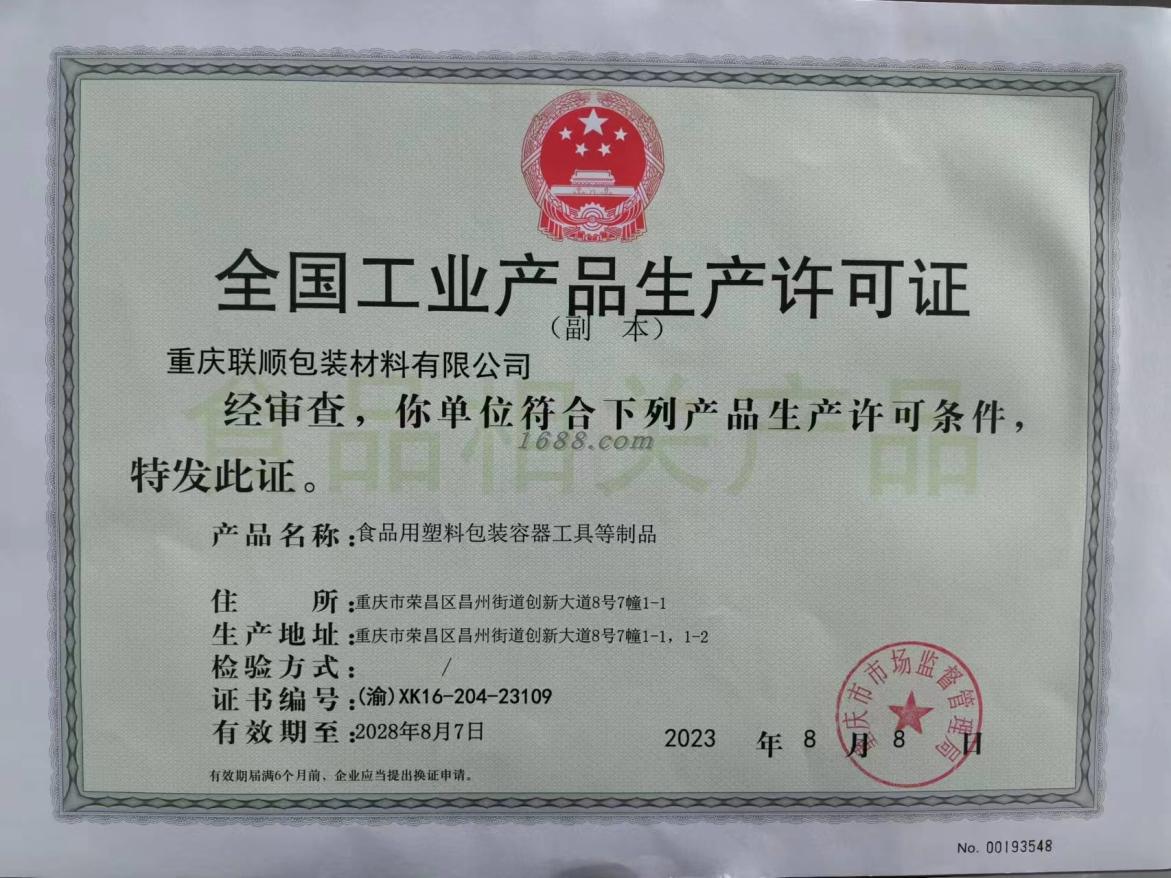 全国工业产品生产许可证
（副 本）
重庆联顺包装材料有限公司
食品相关产品
经审查，你单位符合下列产品生产许可条件，
1688.com
特发此证。
产品名称：食品用塑料包装容器工具等制品
住 所：重庆市荣昌区昌州街道创新大道8号7幢1-1
生产地址：重庆市荣昌区昌州街道创新大道8号7幢1-1，1-2
检验方式： /
证书编号：(渝)XK16-204-23109
有效期至：2028年8月7日
重庆市市场监督管理局
2023 年 8 月 8 日
有效期届满6个月前、企业应当提出换证申请。
No. 00193548